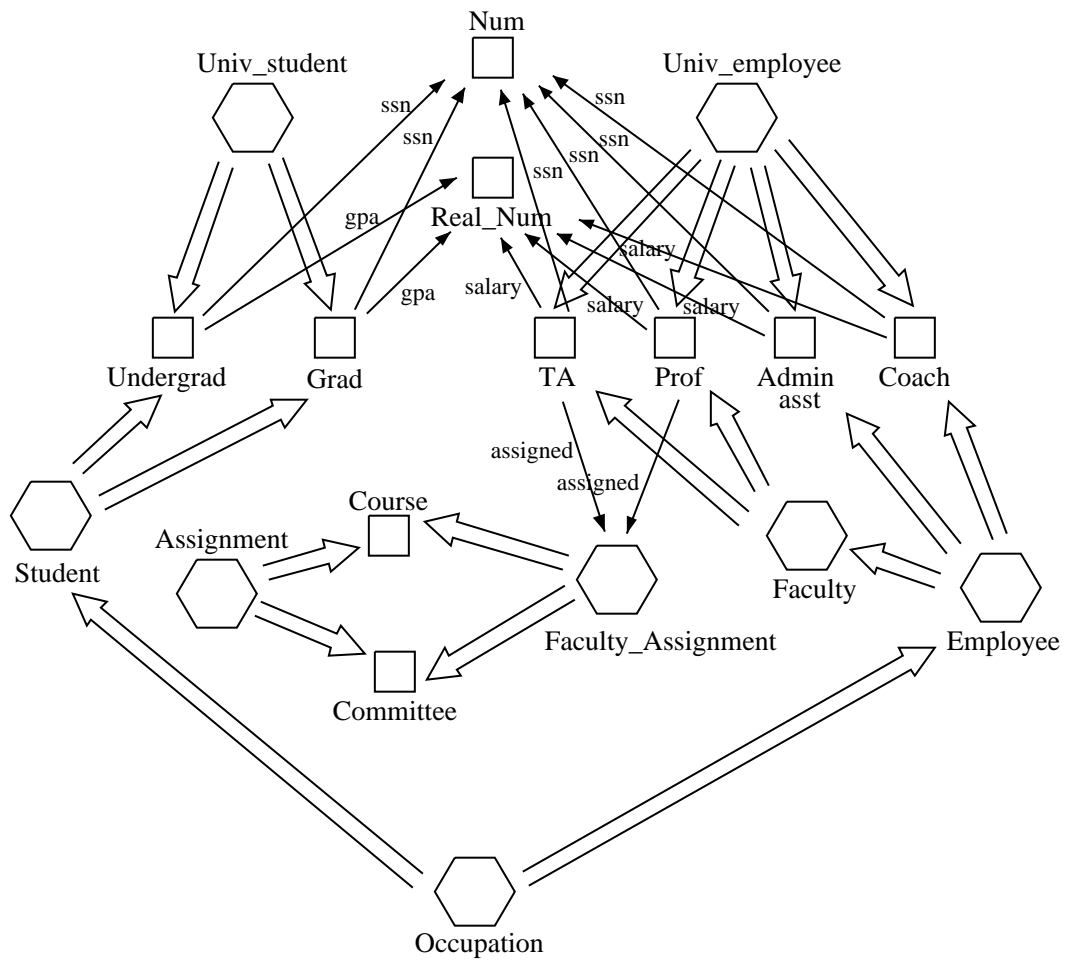 Num
Univ_student
Univ_employee
ssn
ssn
ssn
ssn
ssn
ssn
gpa
Real_Num
salary
gpa
salary
salary
salary
Undergrad
Grad
TA
Prof
Admin
asst
Coach
assigned
assigned
Course
Assignment
Student
Faculty
Faculty_Assignment
Employee
Committee
Occupation